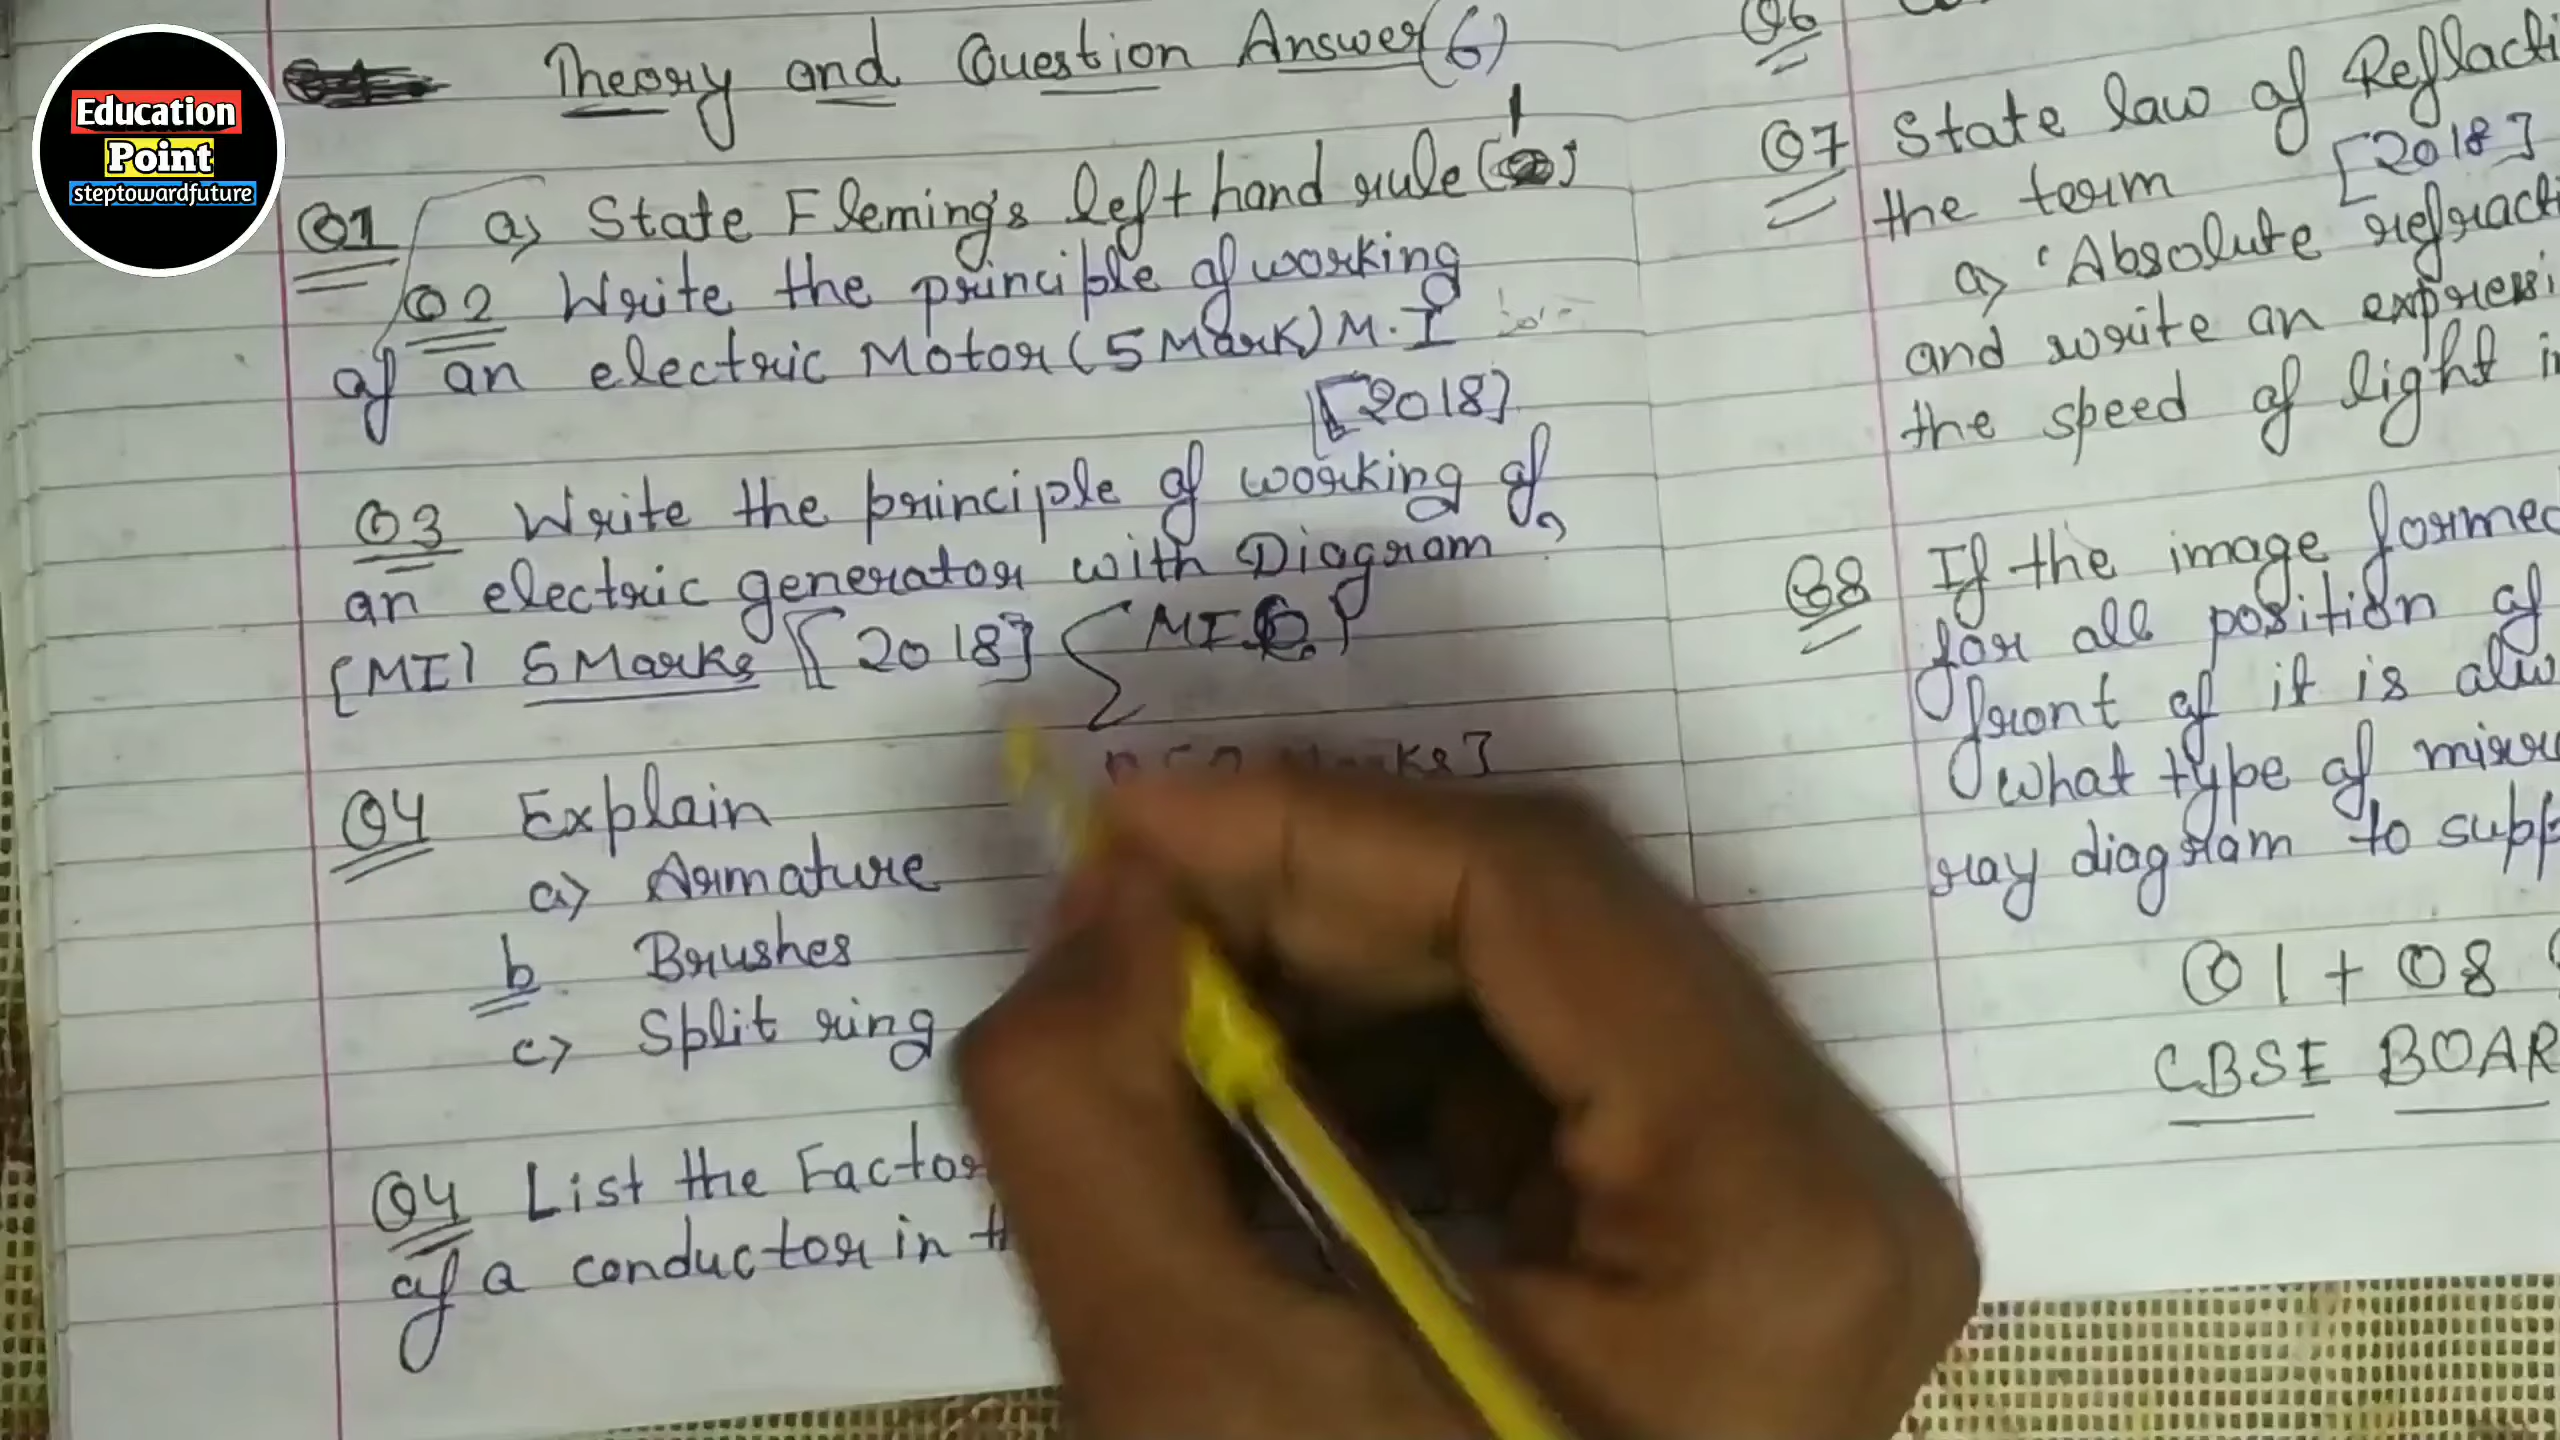 Education
Point
steptowardfuture
Theory and Question Answer(6)
Q1 a) State Fleming's left hand rule (1)
Q2 Write the principle of working
of an electric Motor (5 Mark) M.I
[2018]
Q3 Write the principle of working of
an electric generator with Diagram
[MI] 5 Marks [2018] MI
Q4 Explain
a) Armature
b Brushes
c) Split ring
Q4 List the Factor
of a conductor in
Q6
Q7 State law of
the term [2018]
a) 'Absolute
and write an
the speed of light
Q8 If the image formed
for all position of
front of it is
What type of
ray diagram to
Q1 + Q8
CBSE BOAR